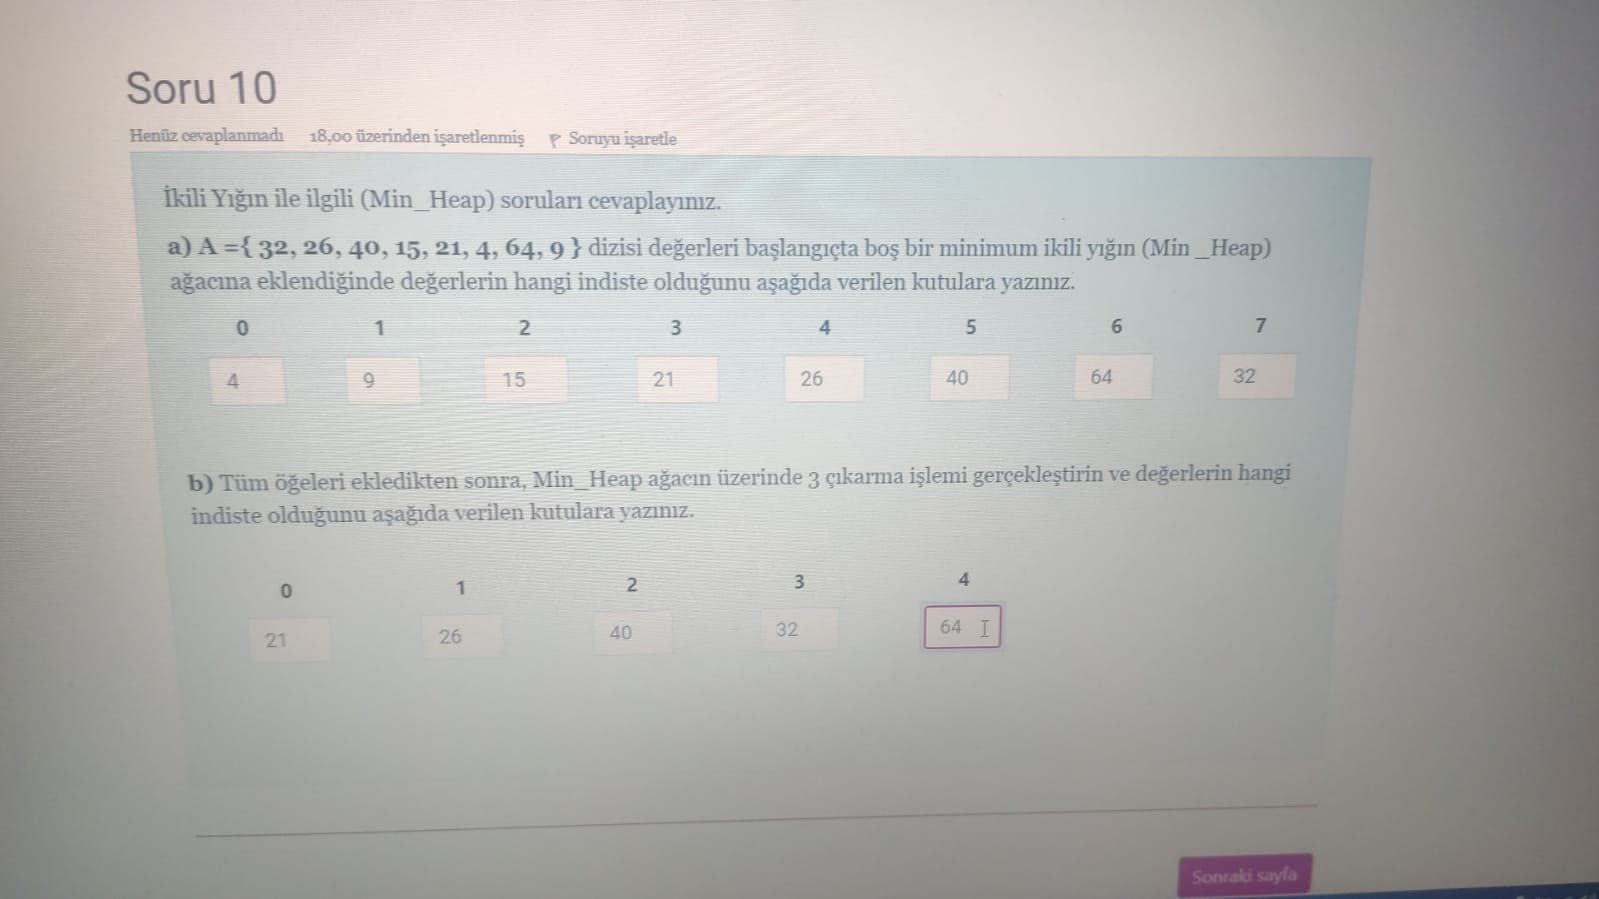 Soru 10
Henüz cevaplanmadı 18,00 üzerinden işaretlenmiş Soruyu işaretle
İkili Yığın ile ilgili (Min_Heap) soruları cevaplayınız.
a) A ={ 32, 26, 40, 15, 21, 4, 64, 9 } dizisi değerleri başlangıçta boş bir minimum ikili yığın (Min _Heap)
ağacına eklendiğinde değerlerin hangi indiste olduğunu aşağıda verilen kutulara yazınız.
0 1 2 3 4 5 6 7
4 9 15 21 26 40 64 32
b) Tüm öğeleri ekledikten sonra, Min_Heap ağacın üzerinde 3 çıkarma işlemi gerçekleştirin ve değerlerin hangi
indiste olduğunu aşağıda verilen kutulara yazınız.
0 1 2 3 4
21 26 40 32 64
Sonraki sayfa